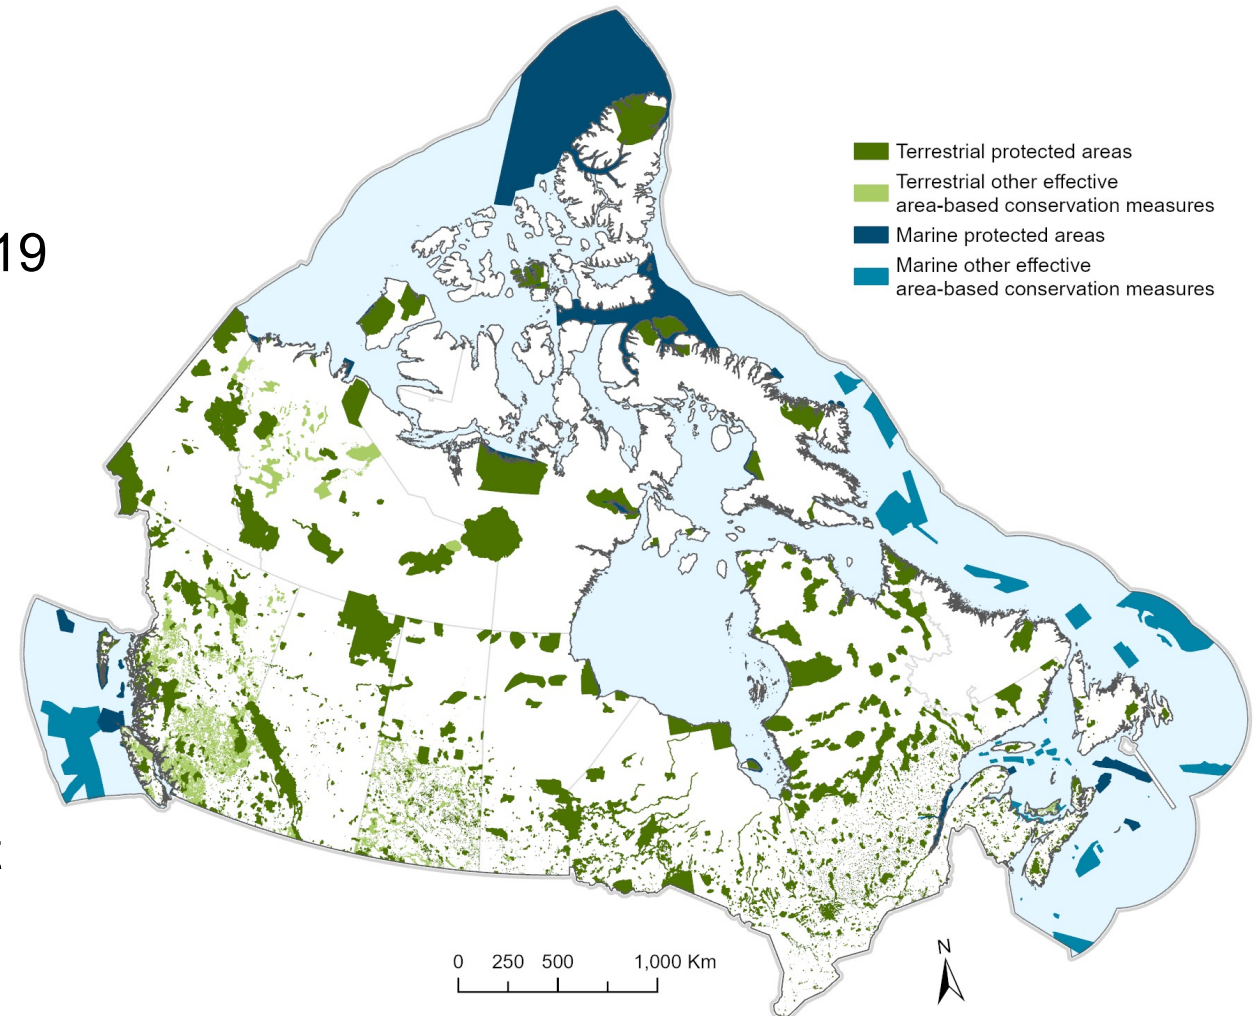 19
Terrestrial protected areas
Terrestrial other effective
area-based conservation measures
Marine protected areas
Marine other effective
area-based conservation measures
N
0 250 500 1,000 Km